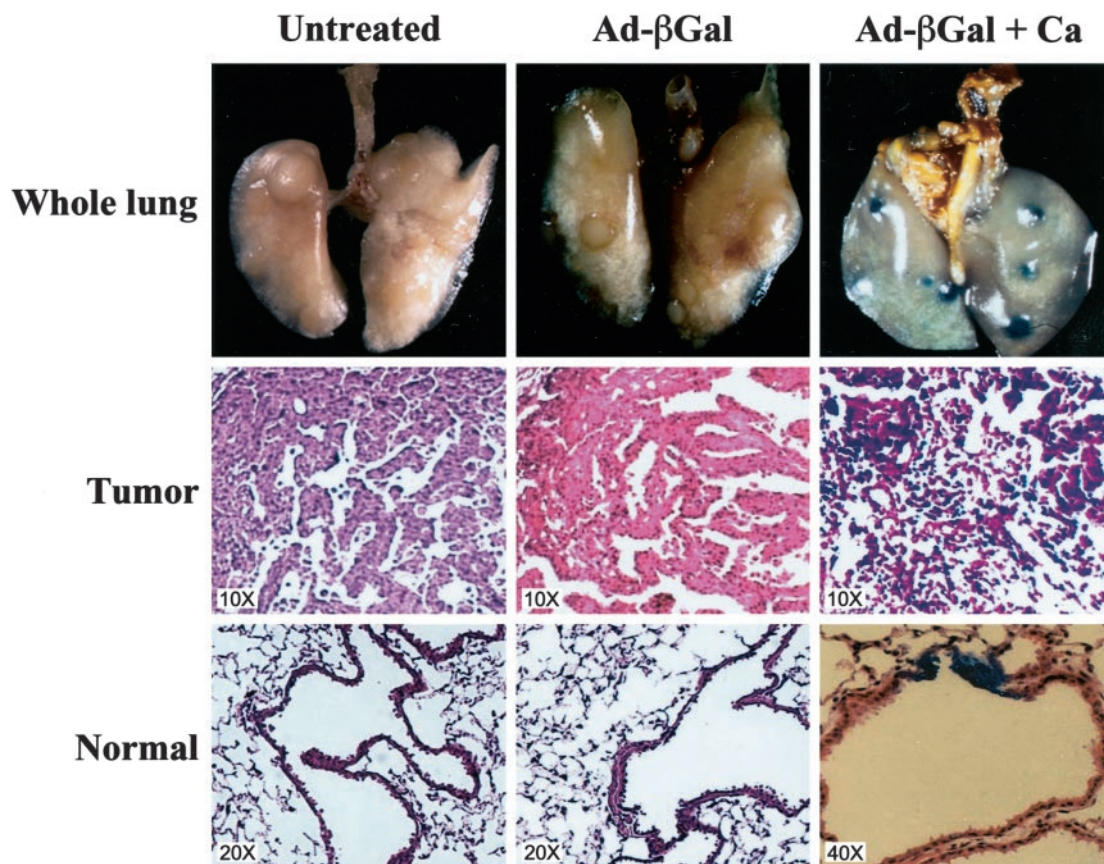 Untreated Ad-βGal Ad-βGal + Ca
Whole lung
Tumor
10X 10X 10X
Normal
20X 20X 40X